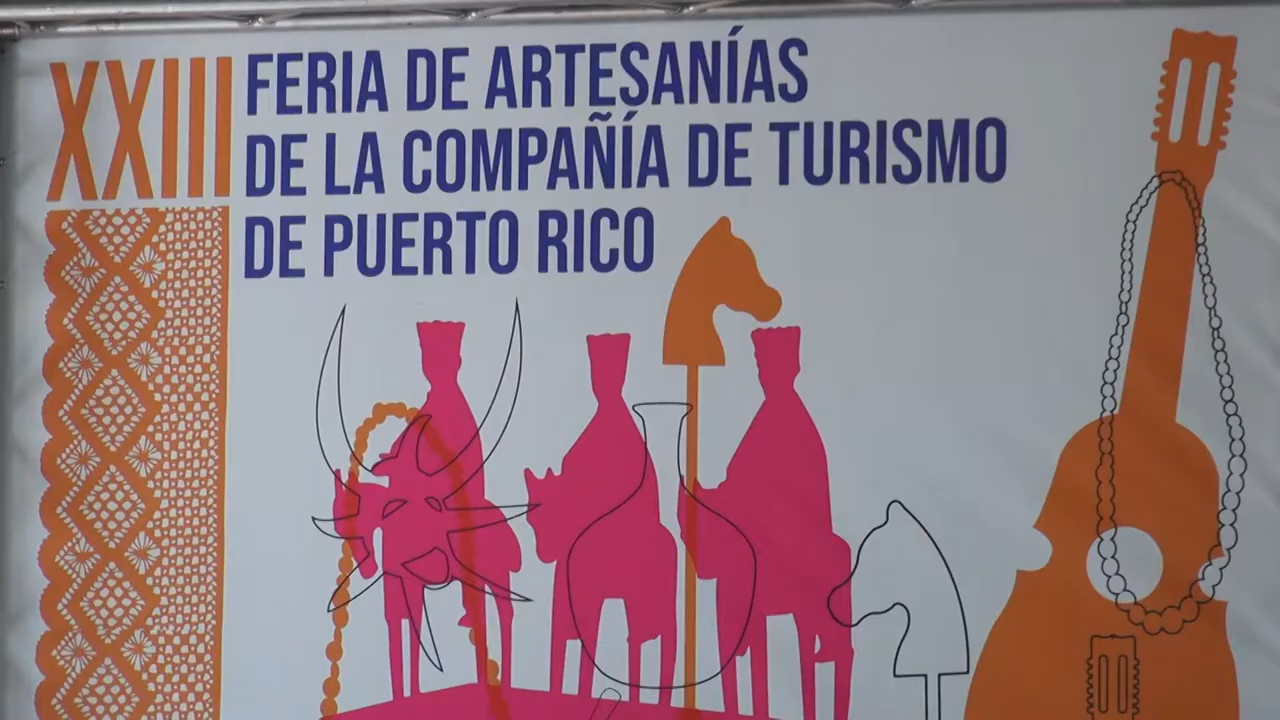 XXIII FERIA DE ARTESANÍAS
DE LA COMPAÑÍA DE TURISMO
DE PUERTO RICO